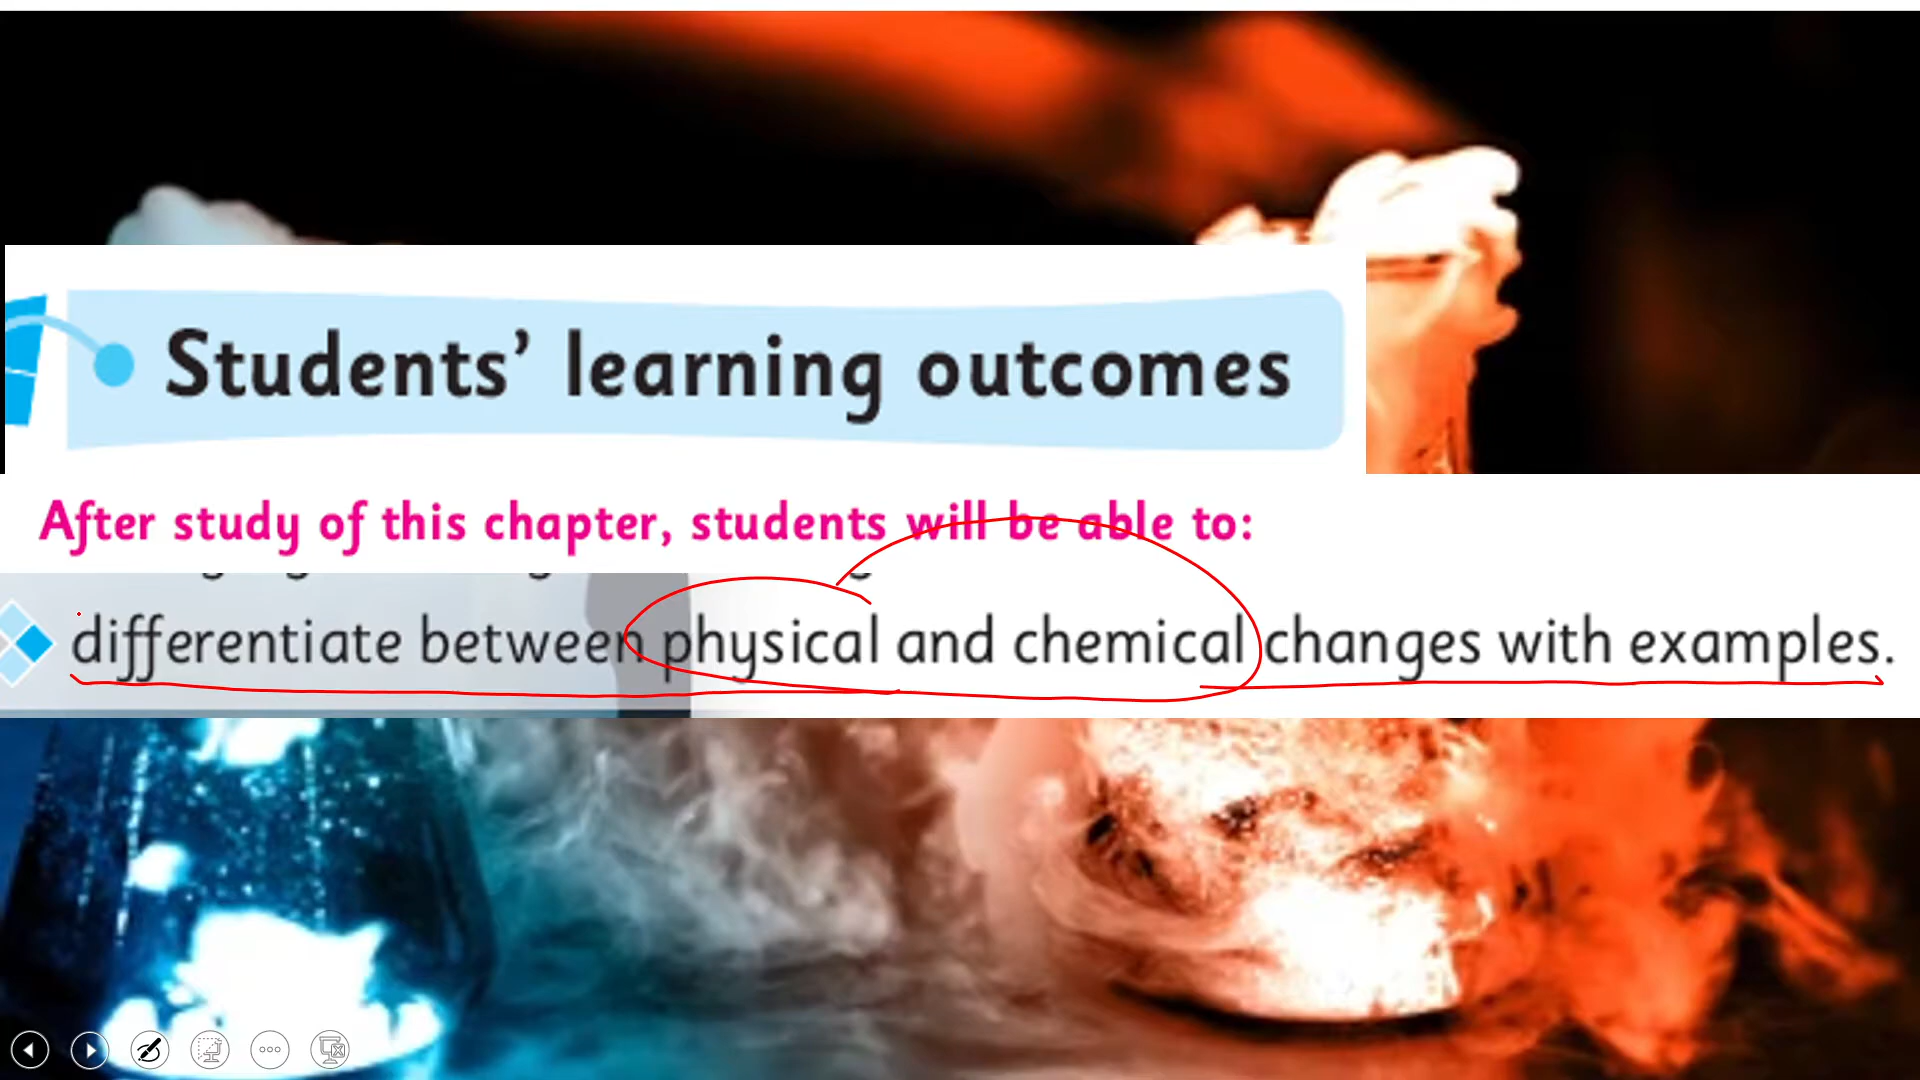 Students’ learning outcomes
After study of this chapter, students will be able to:
differentiate between physical and chemical changes with examples.